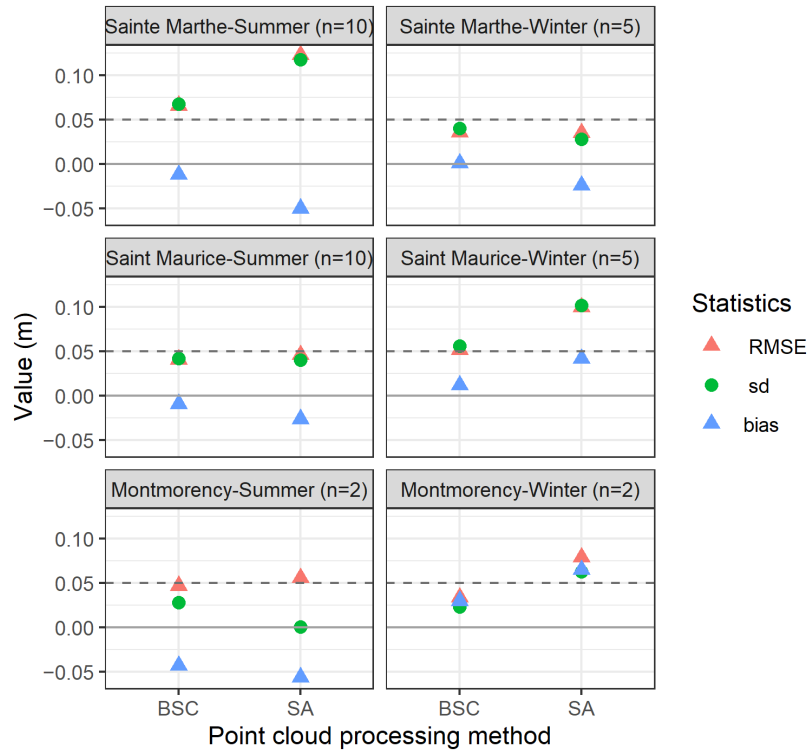 Sainte Marthe-Summer (n=10)
Sainte Marthe-Winter (n=5)
0.10
0.05
0.00
−0.05
Saint Maurice-Summer (n=10)
Saint Maurice-Winter (n=5)
0.10
0.05
0.00
−0.05
Montmorency-Summer (n=2)
Montmorency-Winter (n=2)
0.10
0.05
0.00
−0.05
Value (m)
BSC
SA
BSC
SA
Point cloud processing method
Statistics
RMSE
sd
bias